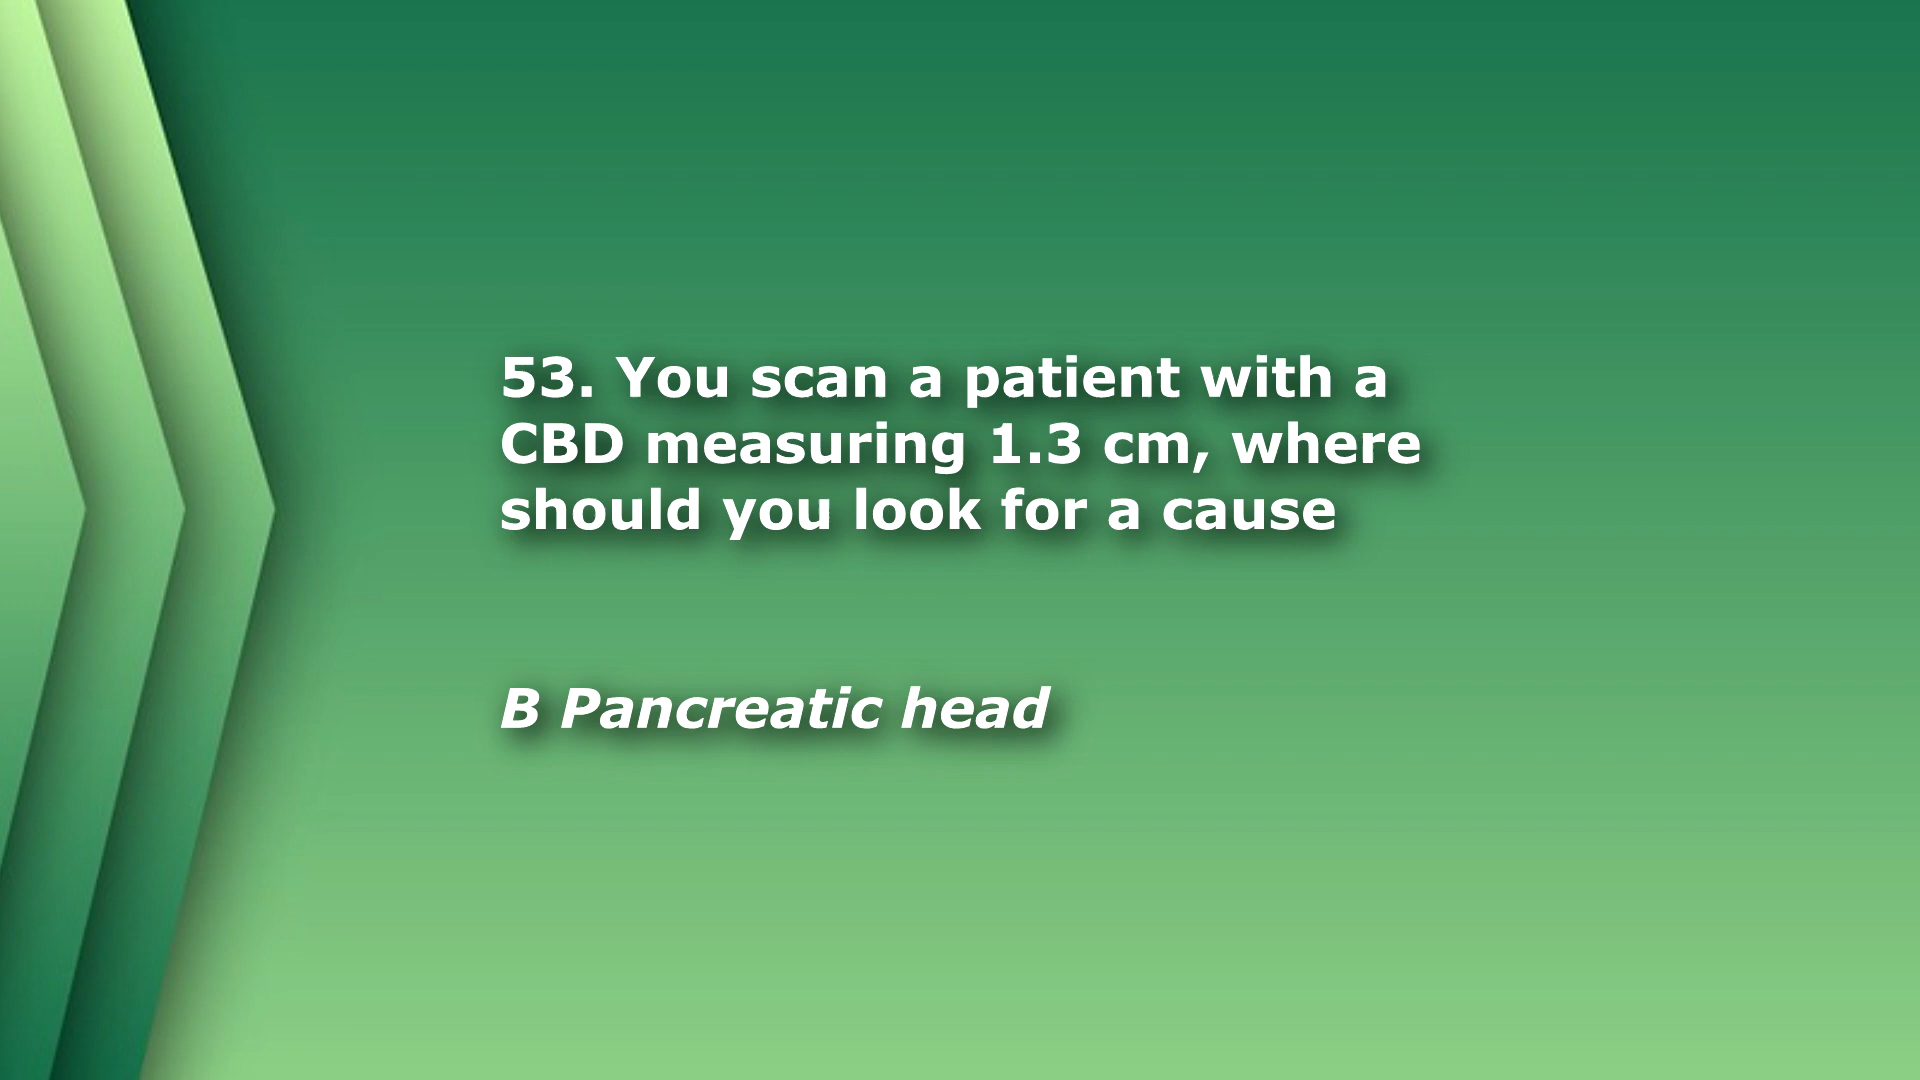 53. You scan a patient with a
CBD measuring 1.3 cm, where
should you look for a cause
B Pancreatic head